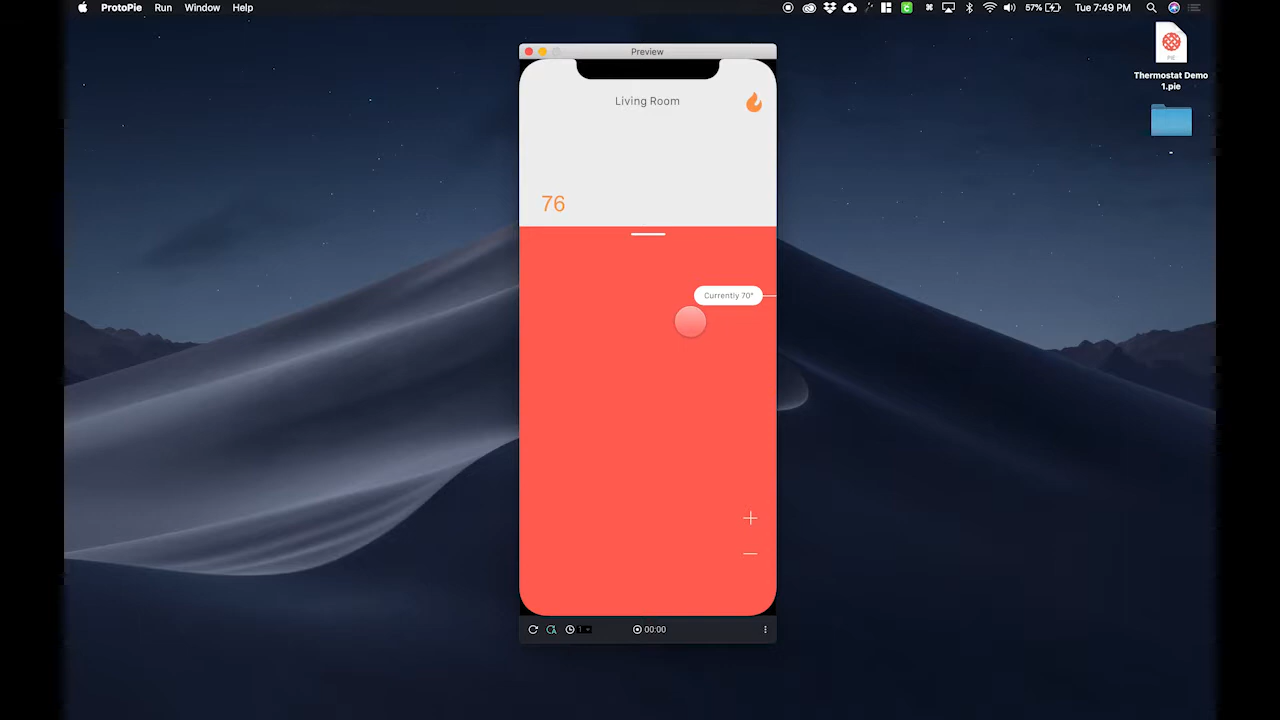 ProtoPie Run Window Help 57% Tue 7:49 PM
Preview
Thermostat Demo
1.pie
Living Room
76
Currently 70°
+
−
1
00:00